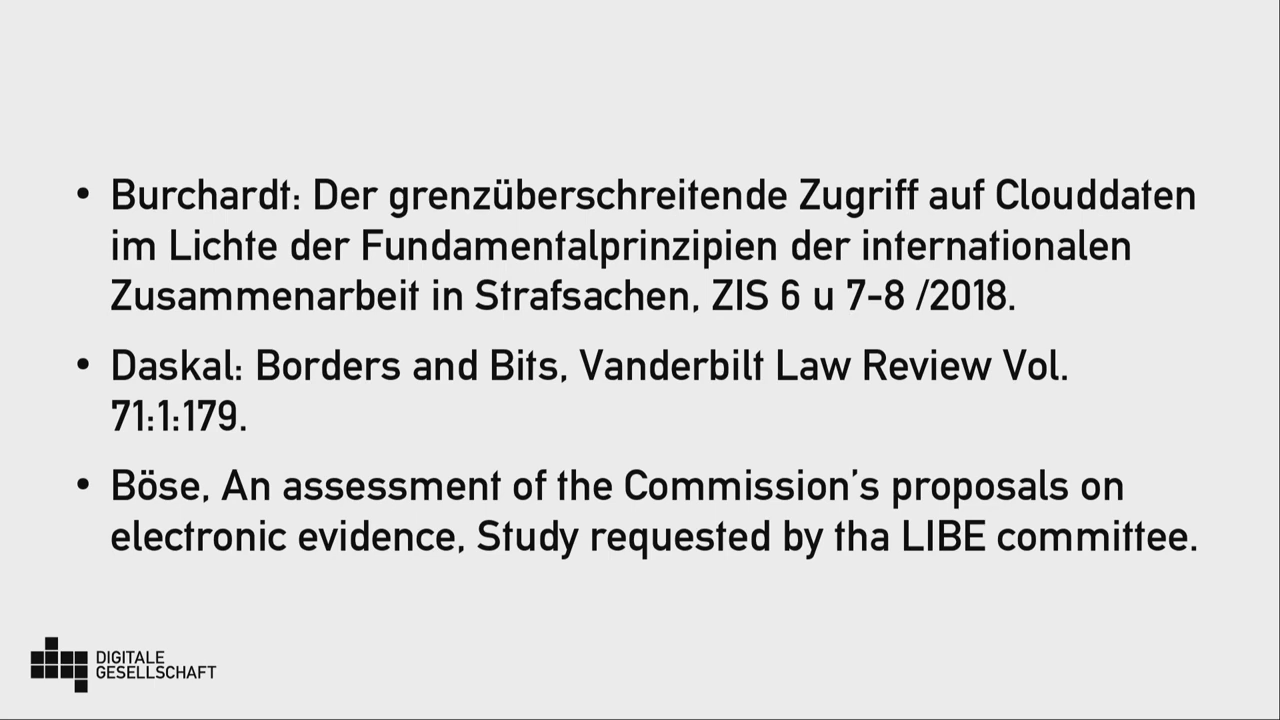 • Burchardt: Der grenzüberschreitende Zugriff auf Clouddaten
im Lichte der Fundamentalprinzipien der internationalen
Zusammenarbeit in Strafsachen, ZIS 6 u 7-8 /2018.
• Daskal: Borders and Bits, Vanderbilt Law Review Vol.
71:1:179.
• Böse, An assessment of the Commission’s proposals on
electronic evidence, Study requested by tha LIBE committee.
DIGITALE
GESELLSCHAFT